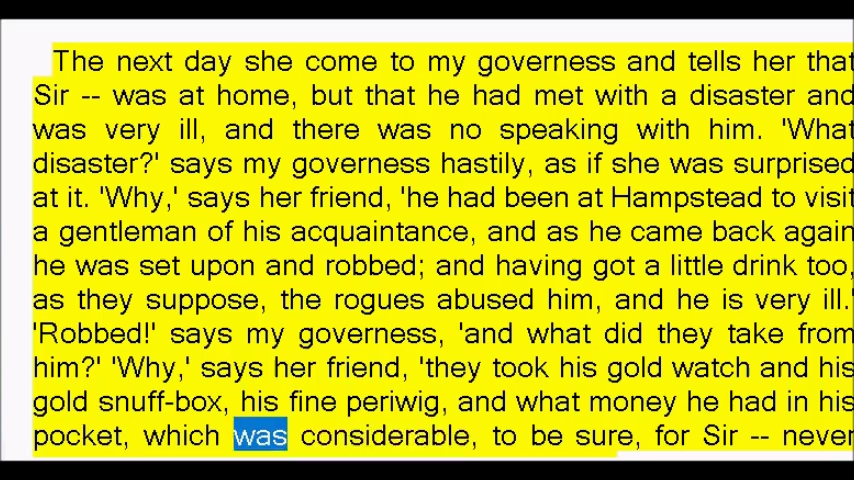 The next day she come to my governess and tells her that
Sir -- was at home, but that he had met with a disaster and
was very ill, and there was no speaking with him. 'What
disaster?' says my governess hastily, as if she was surprised
at it. 'Why,' says her friend, 'he had been at Hampstead to visit
a gentleman of his acquaintance, and as he came back again
he was set upon and robbed; and having got a little drink too,
as they suppose, the rogues abused him, and he is very ill.'
'Robbed!' says my governess, 'and what did they take from
him?' 'Why,' says her friend, 'they took his gold watch and his
gold snuff-box, his fine periwig, and what money he had in his
pocket, which was considerable, to be sure, for Sir -- never